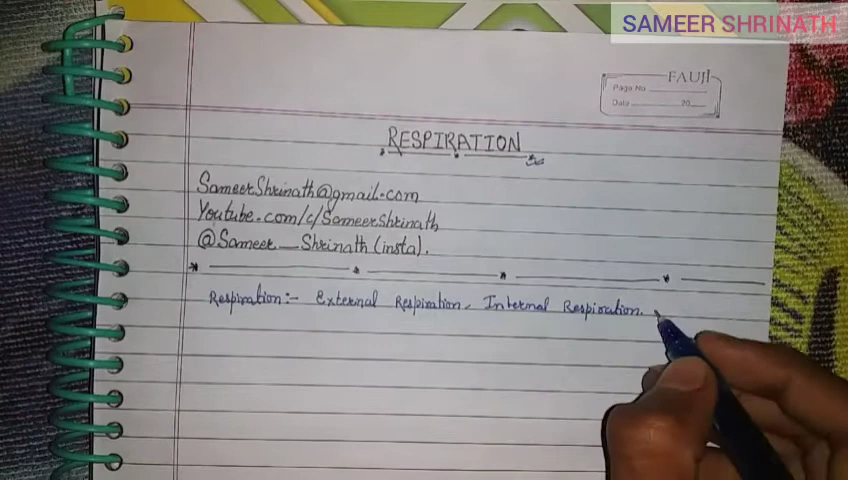 SAMEER SHRINATH
FAUJI
Page No
Date 20
RESPIRATION
SameerShrinath@gmail.com
Youtube.com/c/SameerShrinath
@Sameer_Shrinath (insta).
Respiration:- External Respiration, Internal Respiration.